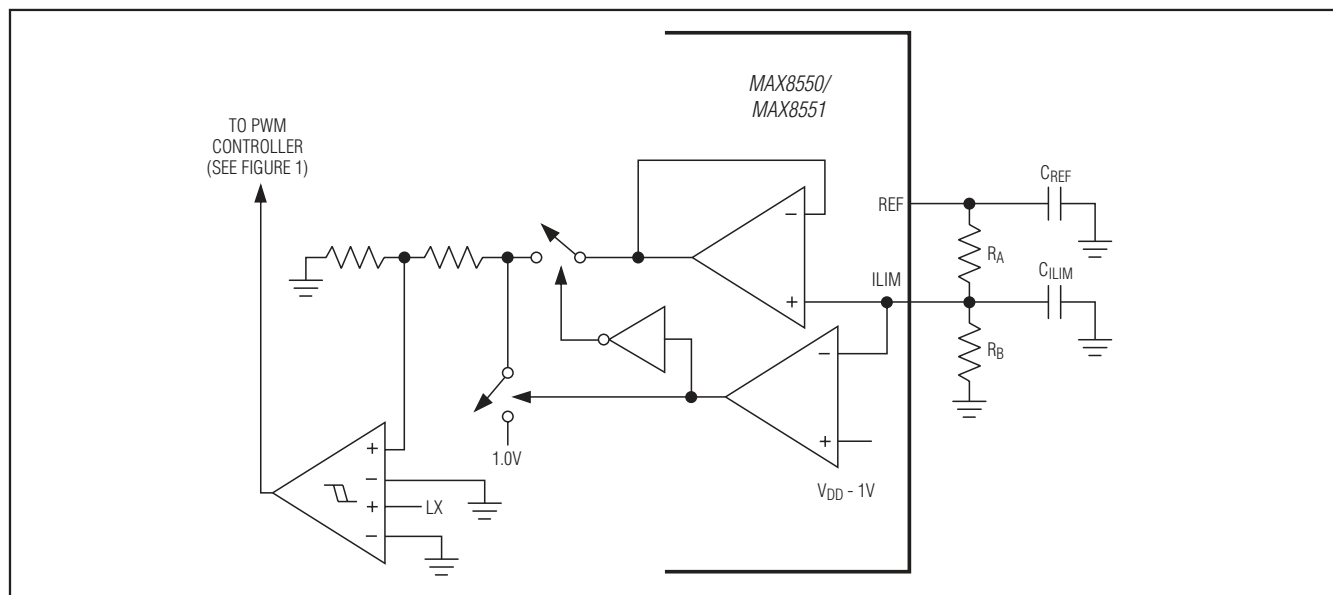 MAX8550/
MAX8551
TO PWM
CONTROLLER
(SEE FIGURE 1)
CREF
REF
−
RA
CILIM
ILIM
+
−
RB
+
1.0V
VDD - 1V
+
−
+
LX
−